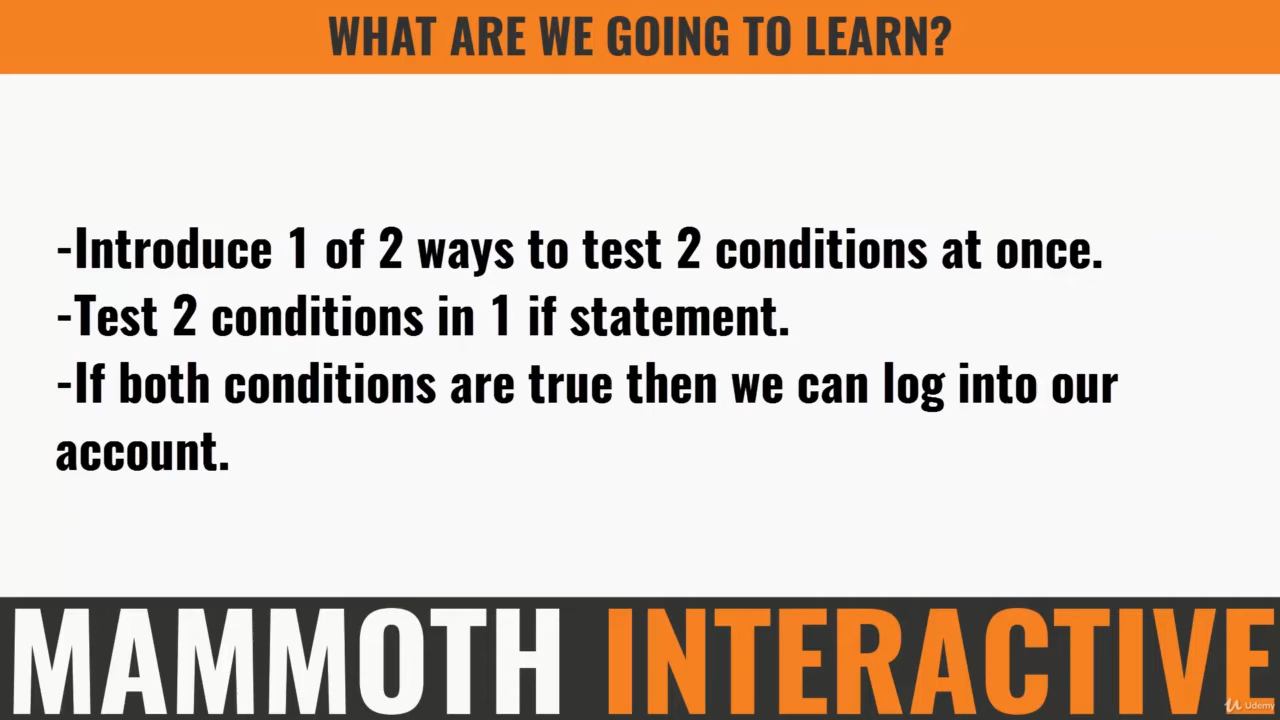 WHAT ARE WE GOING TO LEARN?
-Introduce 1 of 2 ways to test 2 conditions at once.
-Test 2 conditions in 1 if statement.
-If both conditions are true then we can log into our
account.
MAMMOTH INTERACTIVE
Udemy